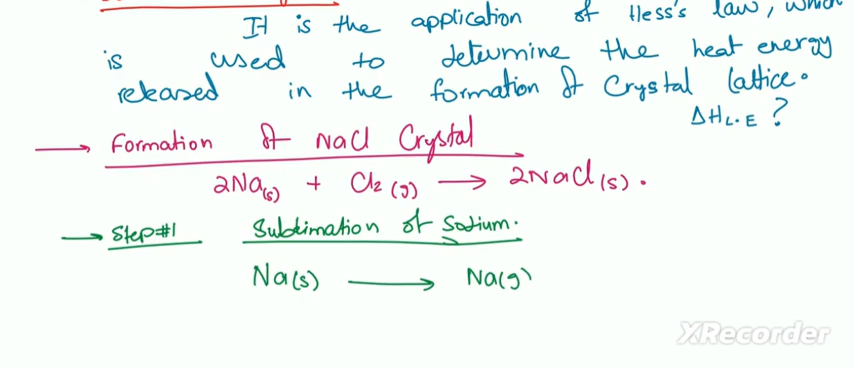 It is the application of Hess's law, which
is used to determine the heat energy
released in the formation of Crystal lattice.
ΔHL.E ?
→ Formation of NaCl Crystal
2Na(s) + Cl2 (g) → 2NaCl(s).
→ Step#1 Sublimation of Sodium.
Na(s) → Na(g)
XRecorder